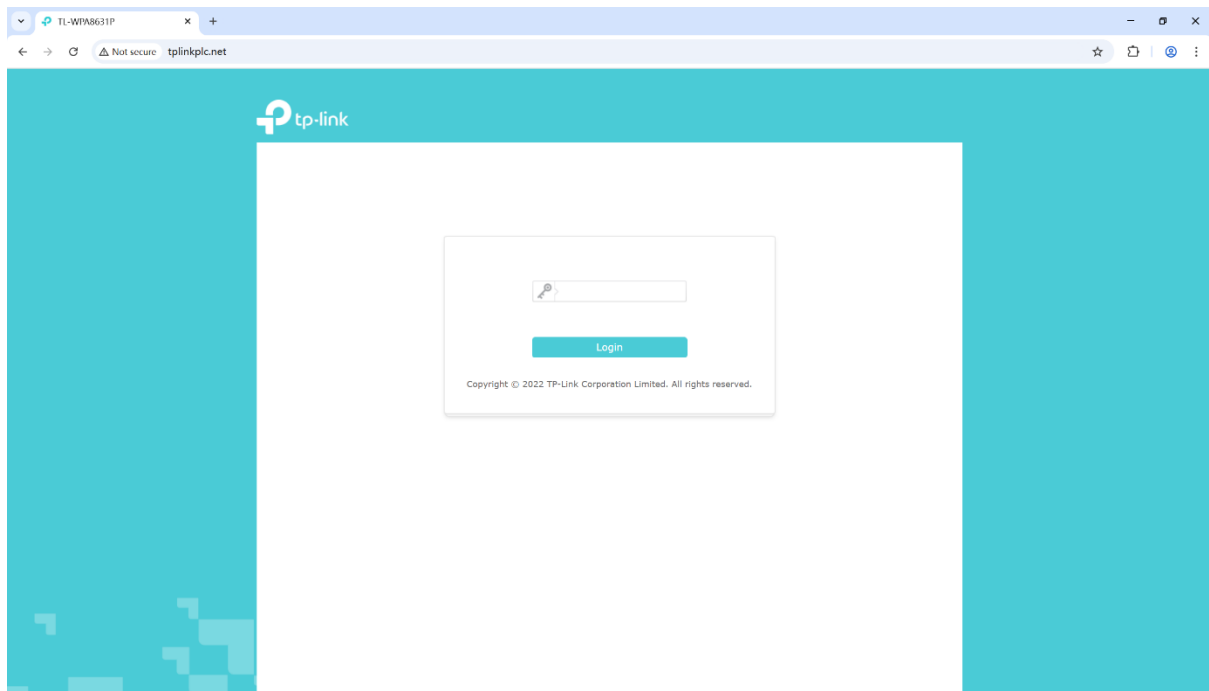 TL-WPA8631P
Not secure tplinkplc.net
tp-link
Login
Copyright © 2022 TP-Link Corporation Limited. All rights reserved.